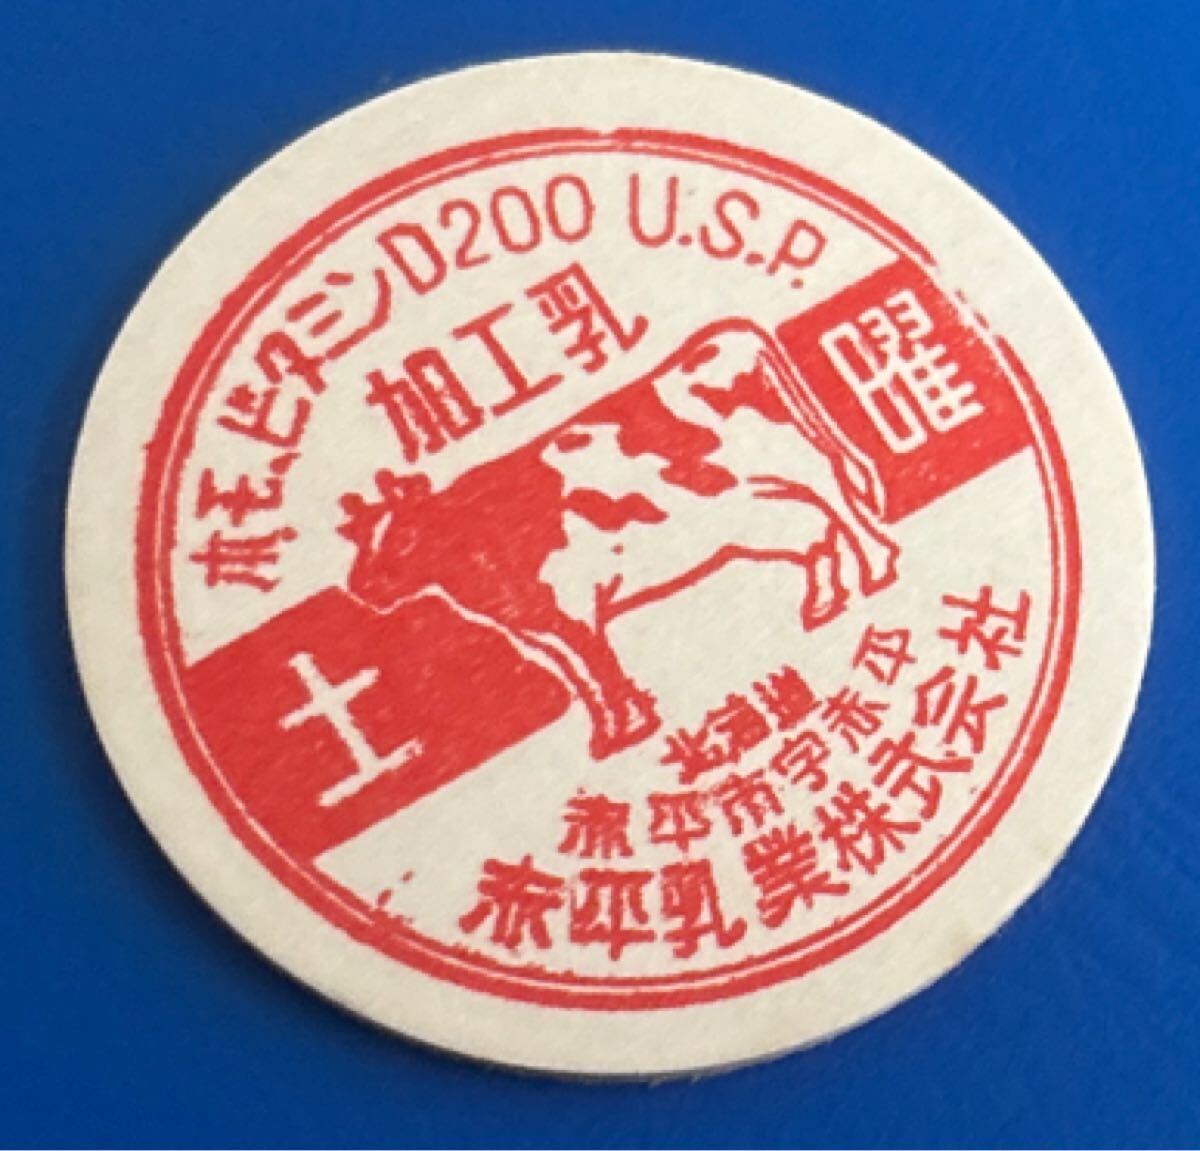 ホモ、ビタミンD200 U.S.P.
加工乳
土曜
北海道
赤平市字赤平
赤平乳業株式会社